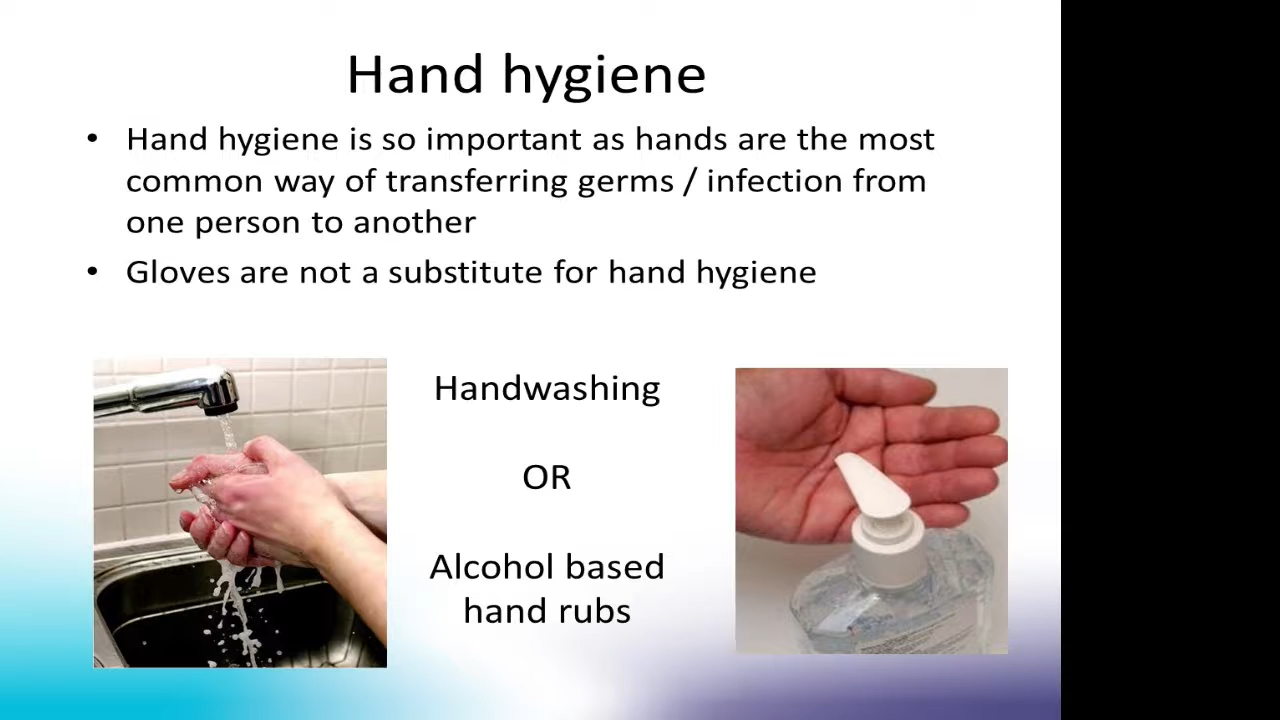 Hand hygiene
• Hand hygiene is so important as hands are the most
common way of transferring germs / infection from
one person to another
• Gloves are not a substitute for hand hygiene
Handwashing
OR
Alcohol based
hand rubs